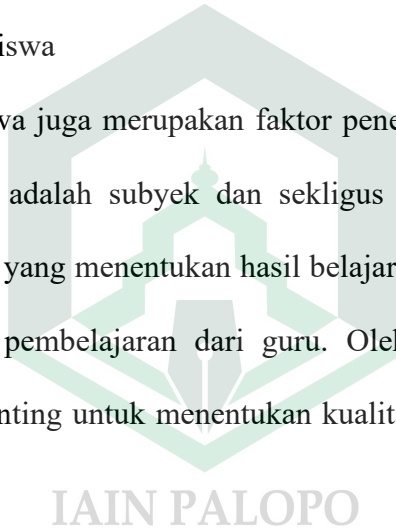 iswa
va juga merupakan faktor pene
adalah subyek dan sekligus
yang menentukan hasil belajar
pembelajaran dari guru. Oleh
nting untuk menentukan kualit
IAIN PALOPO